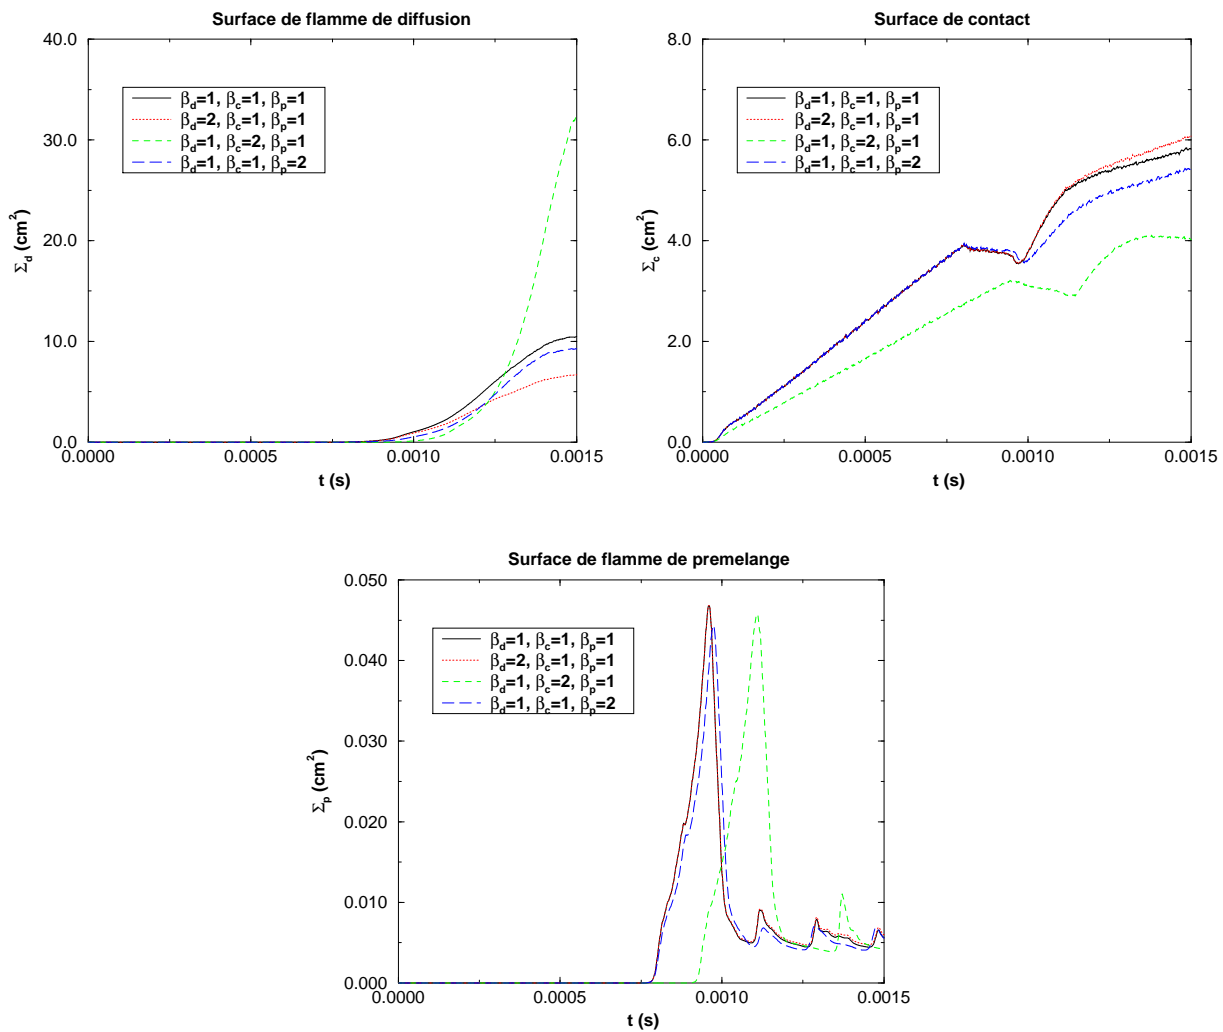 Surface de flamme de diffusion
40.0
30.0
20.0
10.0
0.0
Σd (cm²)
βd=1, βc=1, βp=1
βd=2, βc=1, βp=1
βd=1, βc=2, βp=1
βd=1, βc=1, βp=2
0.0000
0.0005
0.0010
0.0015
t (s)
Surface de contact
8.0
6.0
4.0
2.0
0.0
Σc (cm²)
βd=1, βc=1, βp=1
βd=2, βc=1, βp=1
βd=1, βc=2, βp=1
βd=1, βc=1, βp=2
0.0000
0.0005
0.0010
0.0015
t (s)
Surface de flamme de premelange
0.050
0.040
0.030
0.020
0.010
0.000
Σp (cm²)
βd=1, βc=1, βp=1
βd=2, βc=1, βp=1
βd=1, βc=2, βp=1
βd=1, βc=1, βp=2
0.0000
0.0005
0.0010
0.0015
t (s)